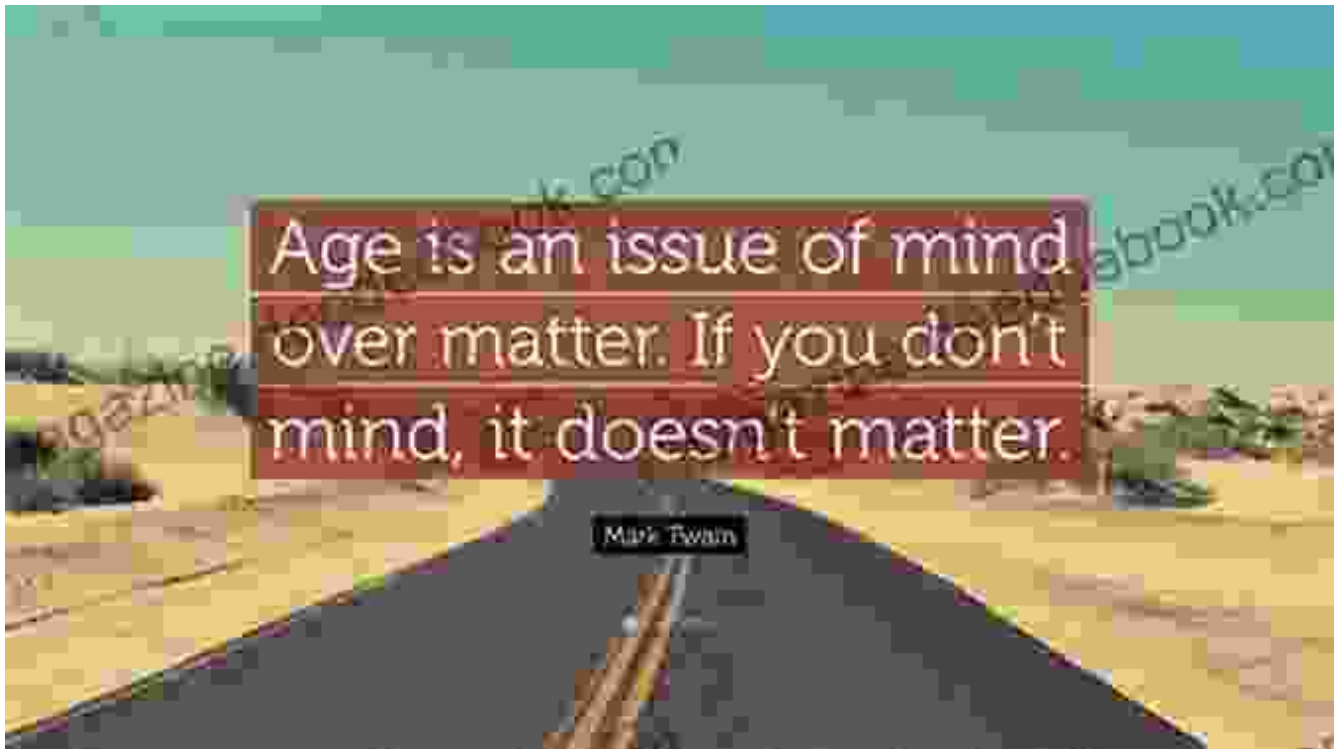 Age is an issue of mind
over matter. If you don't
mind, it doesn't matter.
Mark Twain